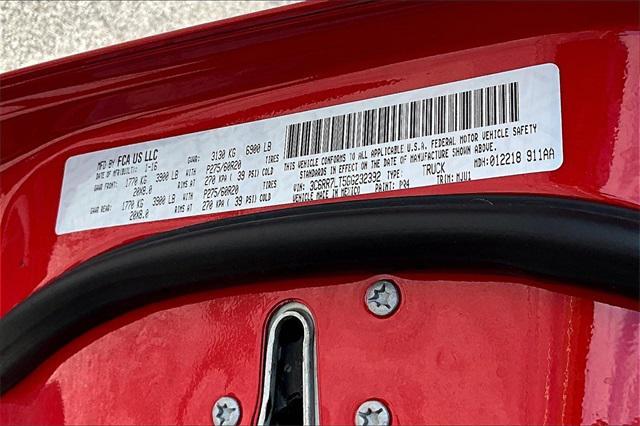 MFD BY FCA US LLC
DATE OF MFR(BUILT): 1-16 GVWR: 3130 KG 6900 LB
GAWR FRONT: 1770 KG 3900 LB WITH P275/60R20 TIRES
20X8.0 RIMS AT 270 KPA ( 39 PSI) COLD
GAWR REAR: 1770 KG 3900 LB WITH P275/60R20 TIRES
20X8.0 RIMS AT 270 KPA ( 39 PSI) COLD
THIS VEHICLE CONFORMS TO ALL APPLICABLE U.S.A. FEDERAL MOTOR VEHICLE SAFETY
STANDARDS IN EFFECT ON THE DATE OF MANUFACTURE SHOWN ABOVE.
MDH: 012218 911AA
VIN: TYPE: TRUCK
VEHICLE MADE IN MEXICO PAINT: PR4 TRIM: MJU1